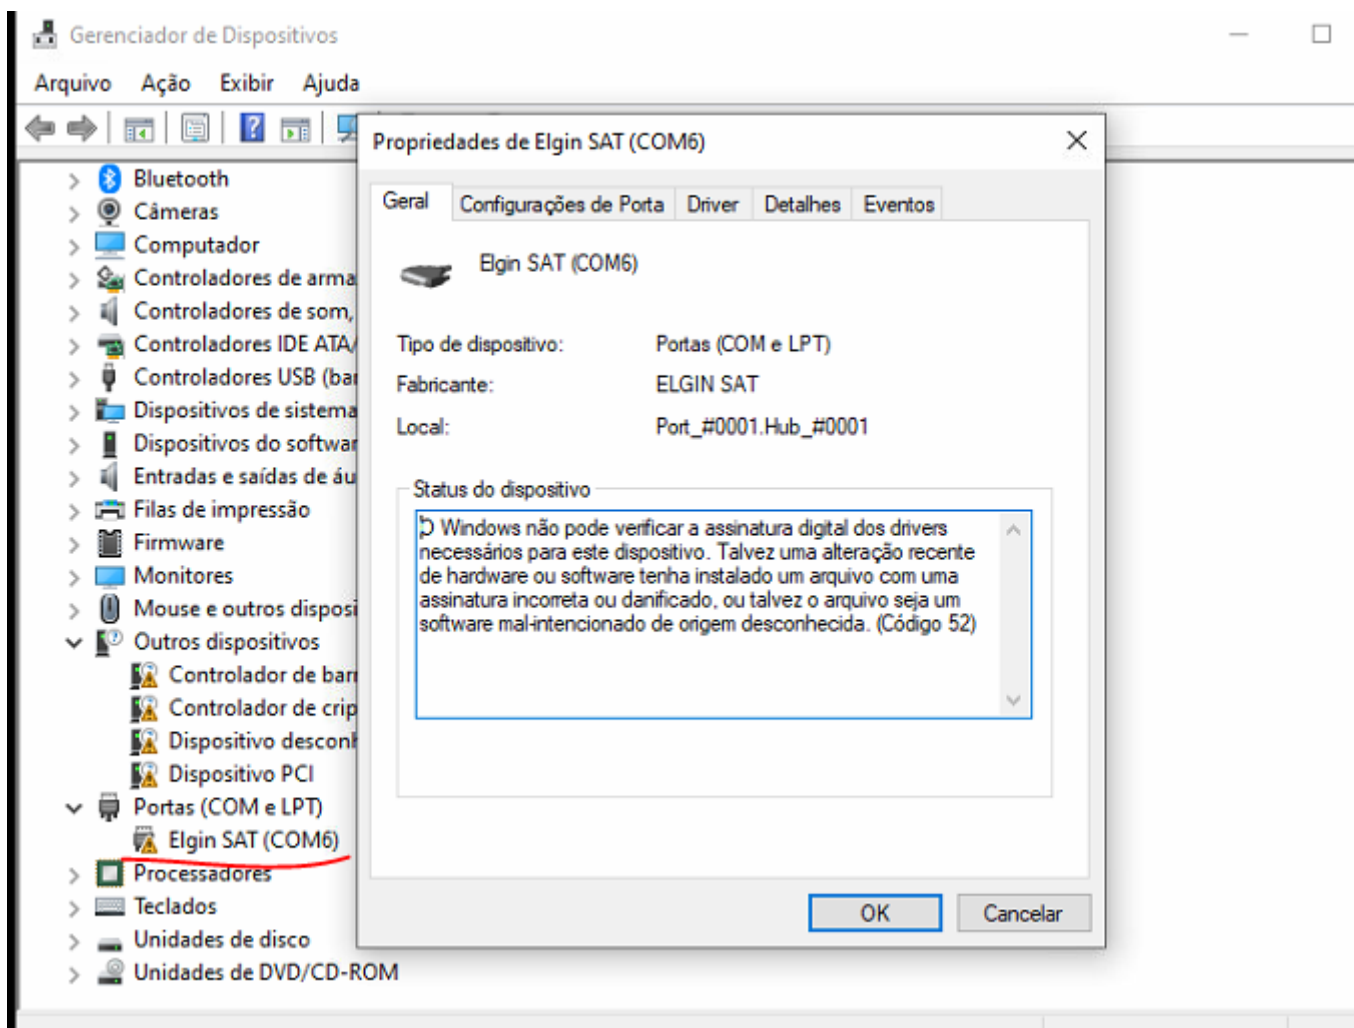 Gerenciador de Dispositivos
Arquivo Ação Exibir Ajuda
Propriedades de Elgin SAT (COM6)
Geral Configurações de Porta Driver Detalhes Eventos
Elgin SAT (COM6)
Tipo de dispositivo: Portas (COM e LPT)
Fabricante: ELGIN SAT
Local: Port_#0001.Hub_#0001
Status do dispositivo
O Windows não pode verificar a assinatura digital dos drivers
necessários para este dispositivo. Talvez uma alteração recente
de hardware ou software tenha instalado um arquivo com uma
assinatura incorreta ou danificado, ou talvez o arquivo seja um
software mal-intencionado de origem desconhecida. (Código 52)
OK Cancelar
Bluetooth
Câmeras
Computador
Controladores de arma
Controladores de som,
Controladores IDE ATA/
Controladores USB (bar
Dispositivos de sistema
Dispositivos do softwar
Entradas e saídas de áu
Filas de impressão
Firmware
Monitores
Mouse e outros disposi
Outros dispositivos
Controlador de barr
Controlador de crip
Dispositivo desconh
Dispositivo PCI
Portas (COM e LPT)
Elgin SAT (COM6)
Processadores
Teclados
Unidades de disco
Unidades de DVD/CD-ROM